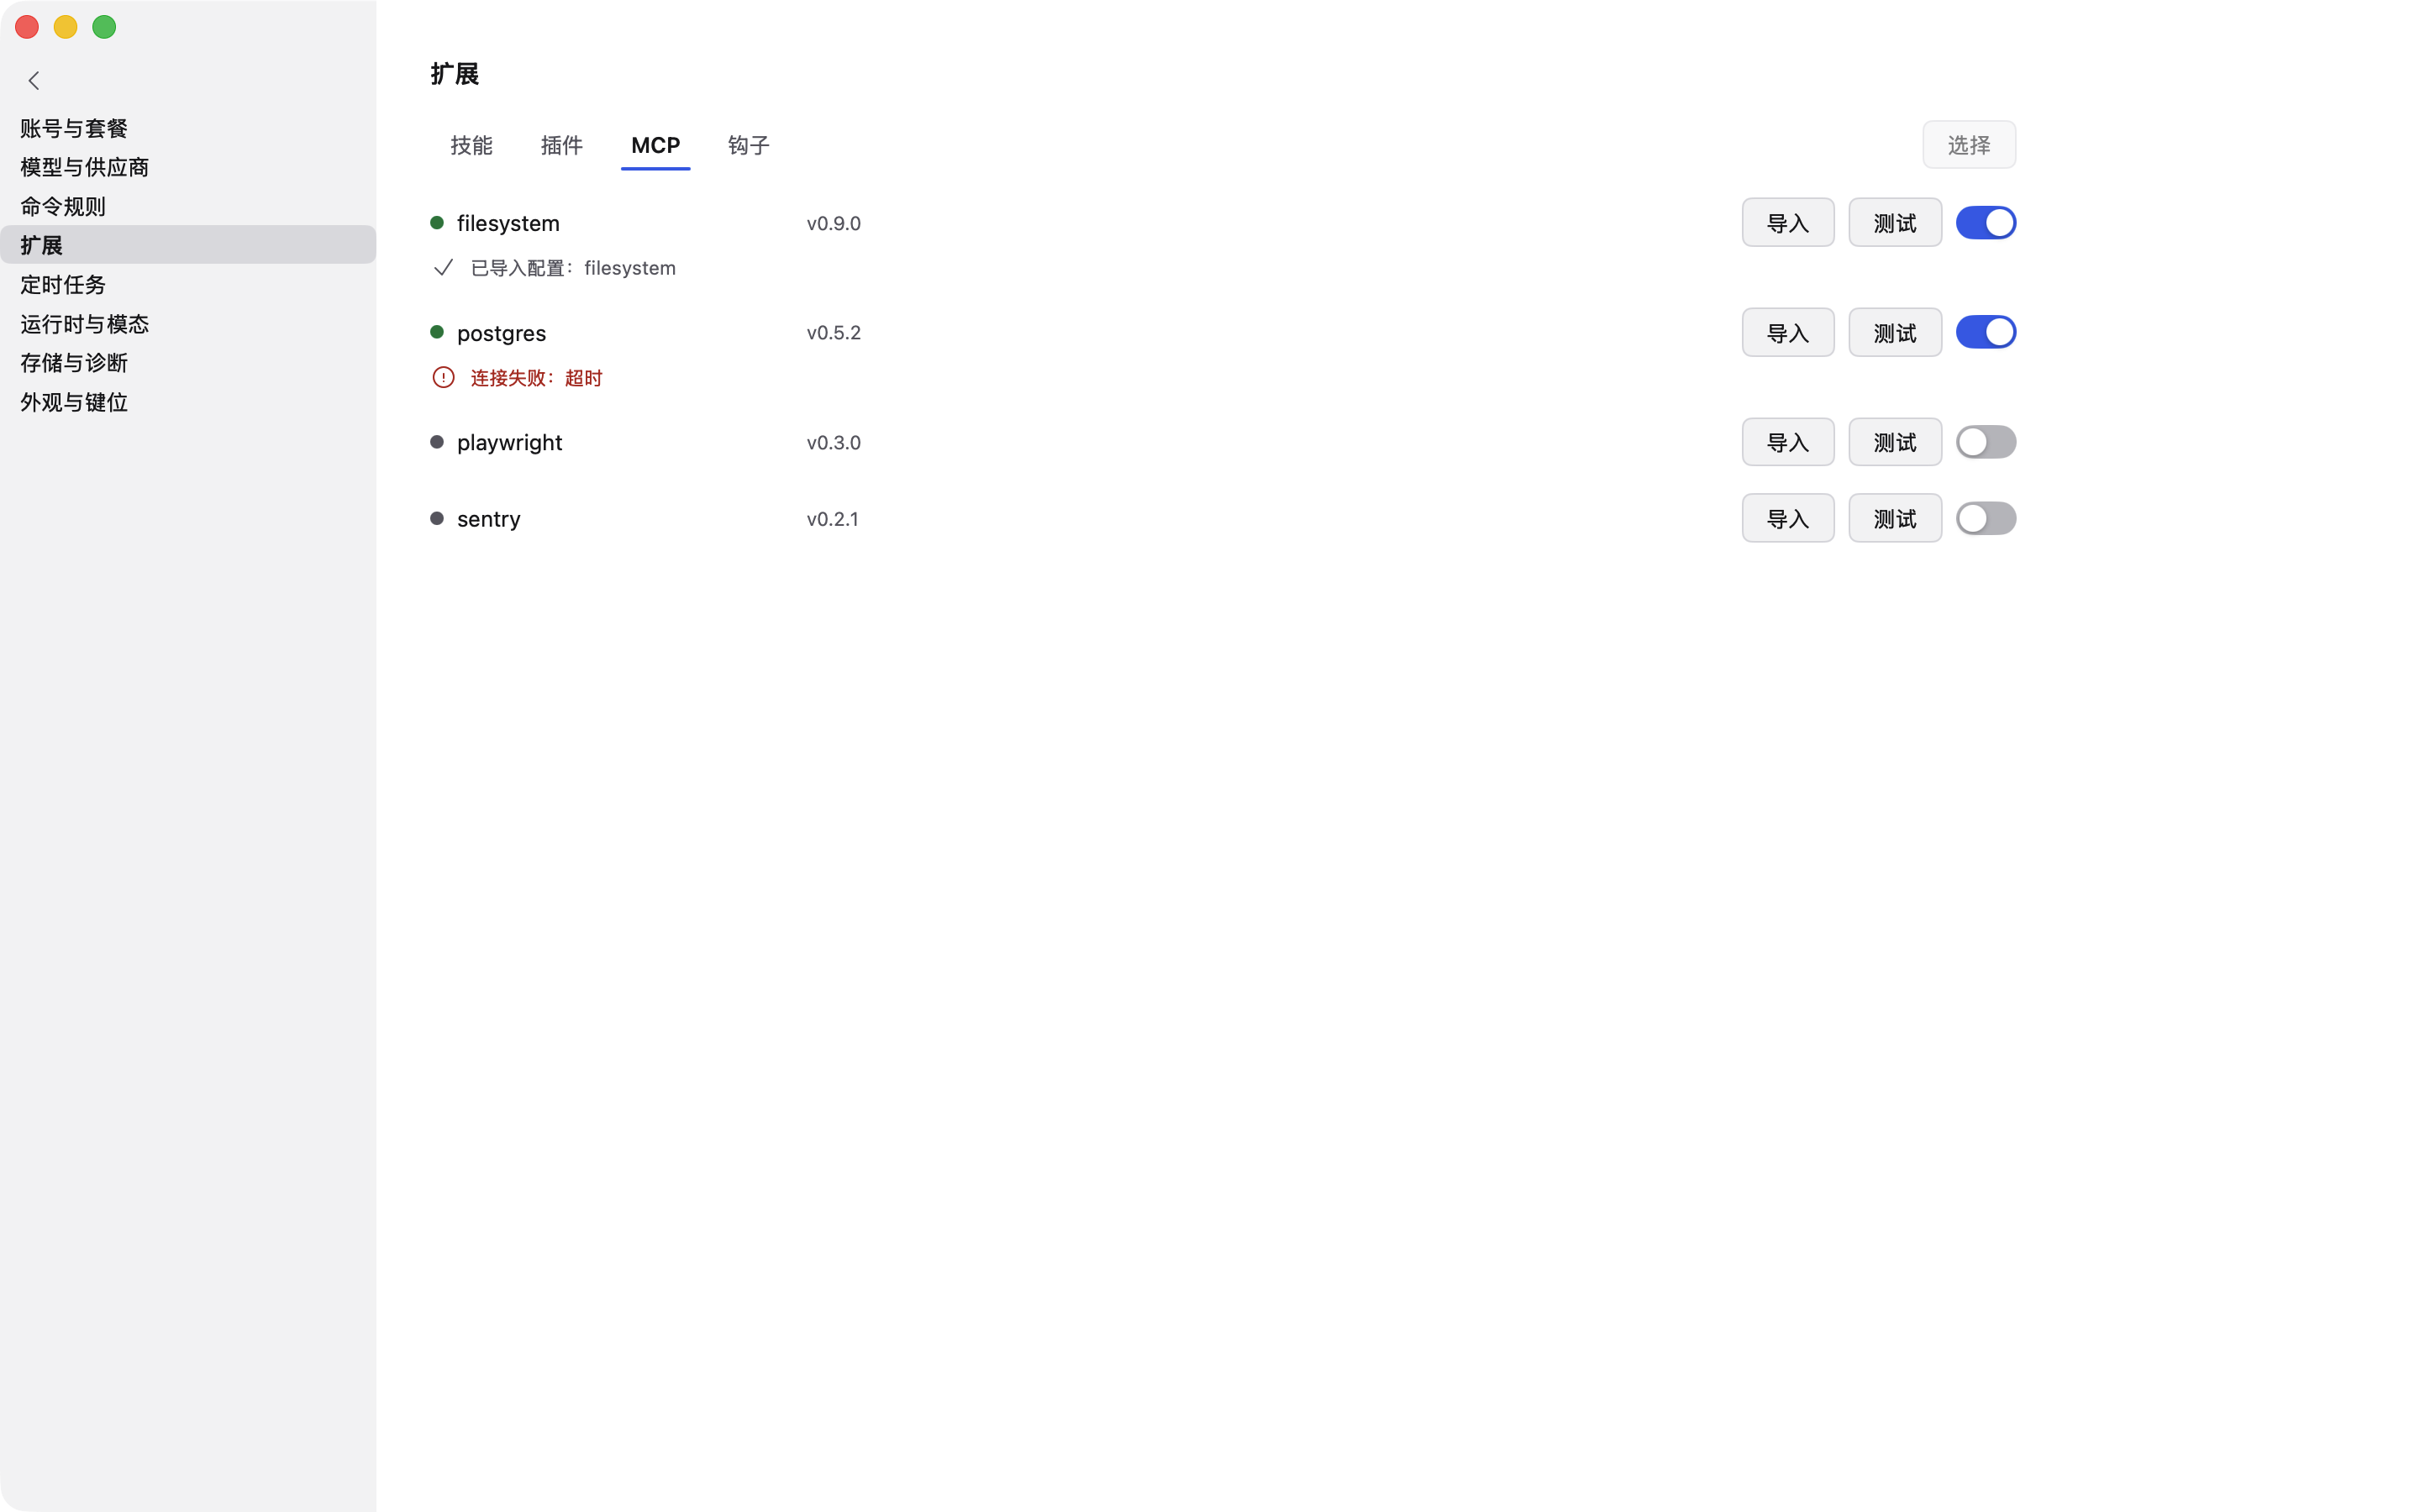 账号与套餐
模型与供应商
命令规则
扩展
定时任务
运行时与模态
存储与诊断
外观与键位
扩展
技能 插件 MCP 钩子 选择
filesystem v0.9.0 导入 测试
已导入配置：filesystem
postgres v0.5.2 导入 测试
连接失败：超时
playwright v0.3.0 导入 测试
sentry v0.2.1 导入 测试